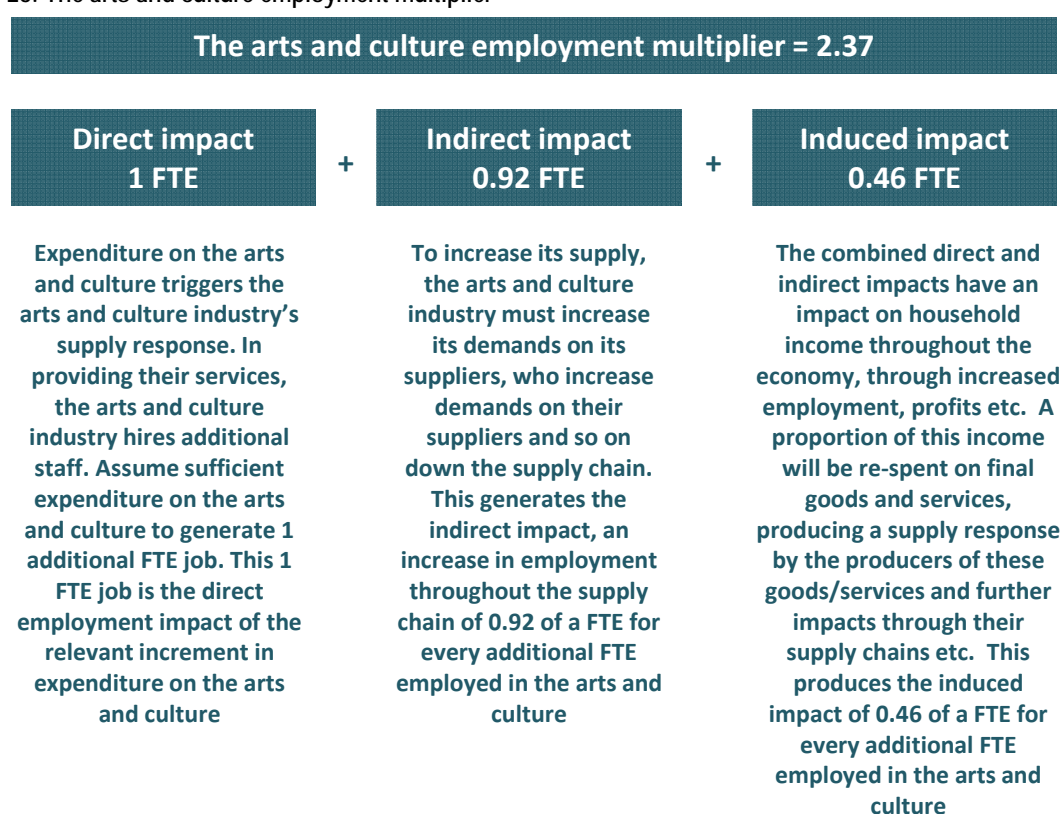 The arts and culture employment multiplier
The arts and culture employment multiplier = 2.37
Direct impact
1 FTE
+
Indirect impact
0.92 FTE
+
Induced impact
0.46 FTE
Expenditure on the arts
and culture triggers the
arts and culture industry’s
supply response. In
providing their services,
the arts and culture
industry hires additional
staff. Assume sufficient
expenditure on the arts
and culture to generate 1
additional FTE job. This 1
FTE job is the direct
employment impact of the
relevant increment in
expenditure on the arts
and culture
To increase its supply,
the arts and culture
industry must increase
its demands on its
suppliers, who increase
demands on their
suppliers and so on
down the supply chain.
This generates the
indirect impact, an
increase in employment
throughout the supply
chain of 0.92 of a FTE for
every additional FTE
employed in the arts and
culture
The combined direct and
indirect impacts have an
impact on household
income throughout the
economy, through increased
employment, profits etc.  A
proportion of this income
will be re-spent on final
goods and services,
producing a supply response
by the producers of these
goods/services and further
impacts through their
supply chains etc.  This
produces the induced
impact of 0.46 of a FTE for
every additional FTE
employed in the arts and
culture